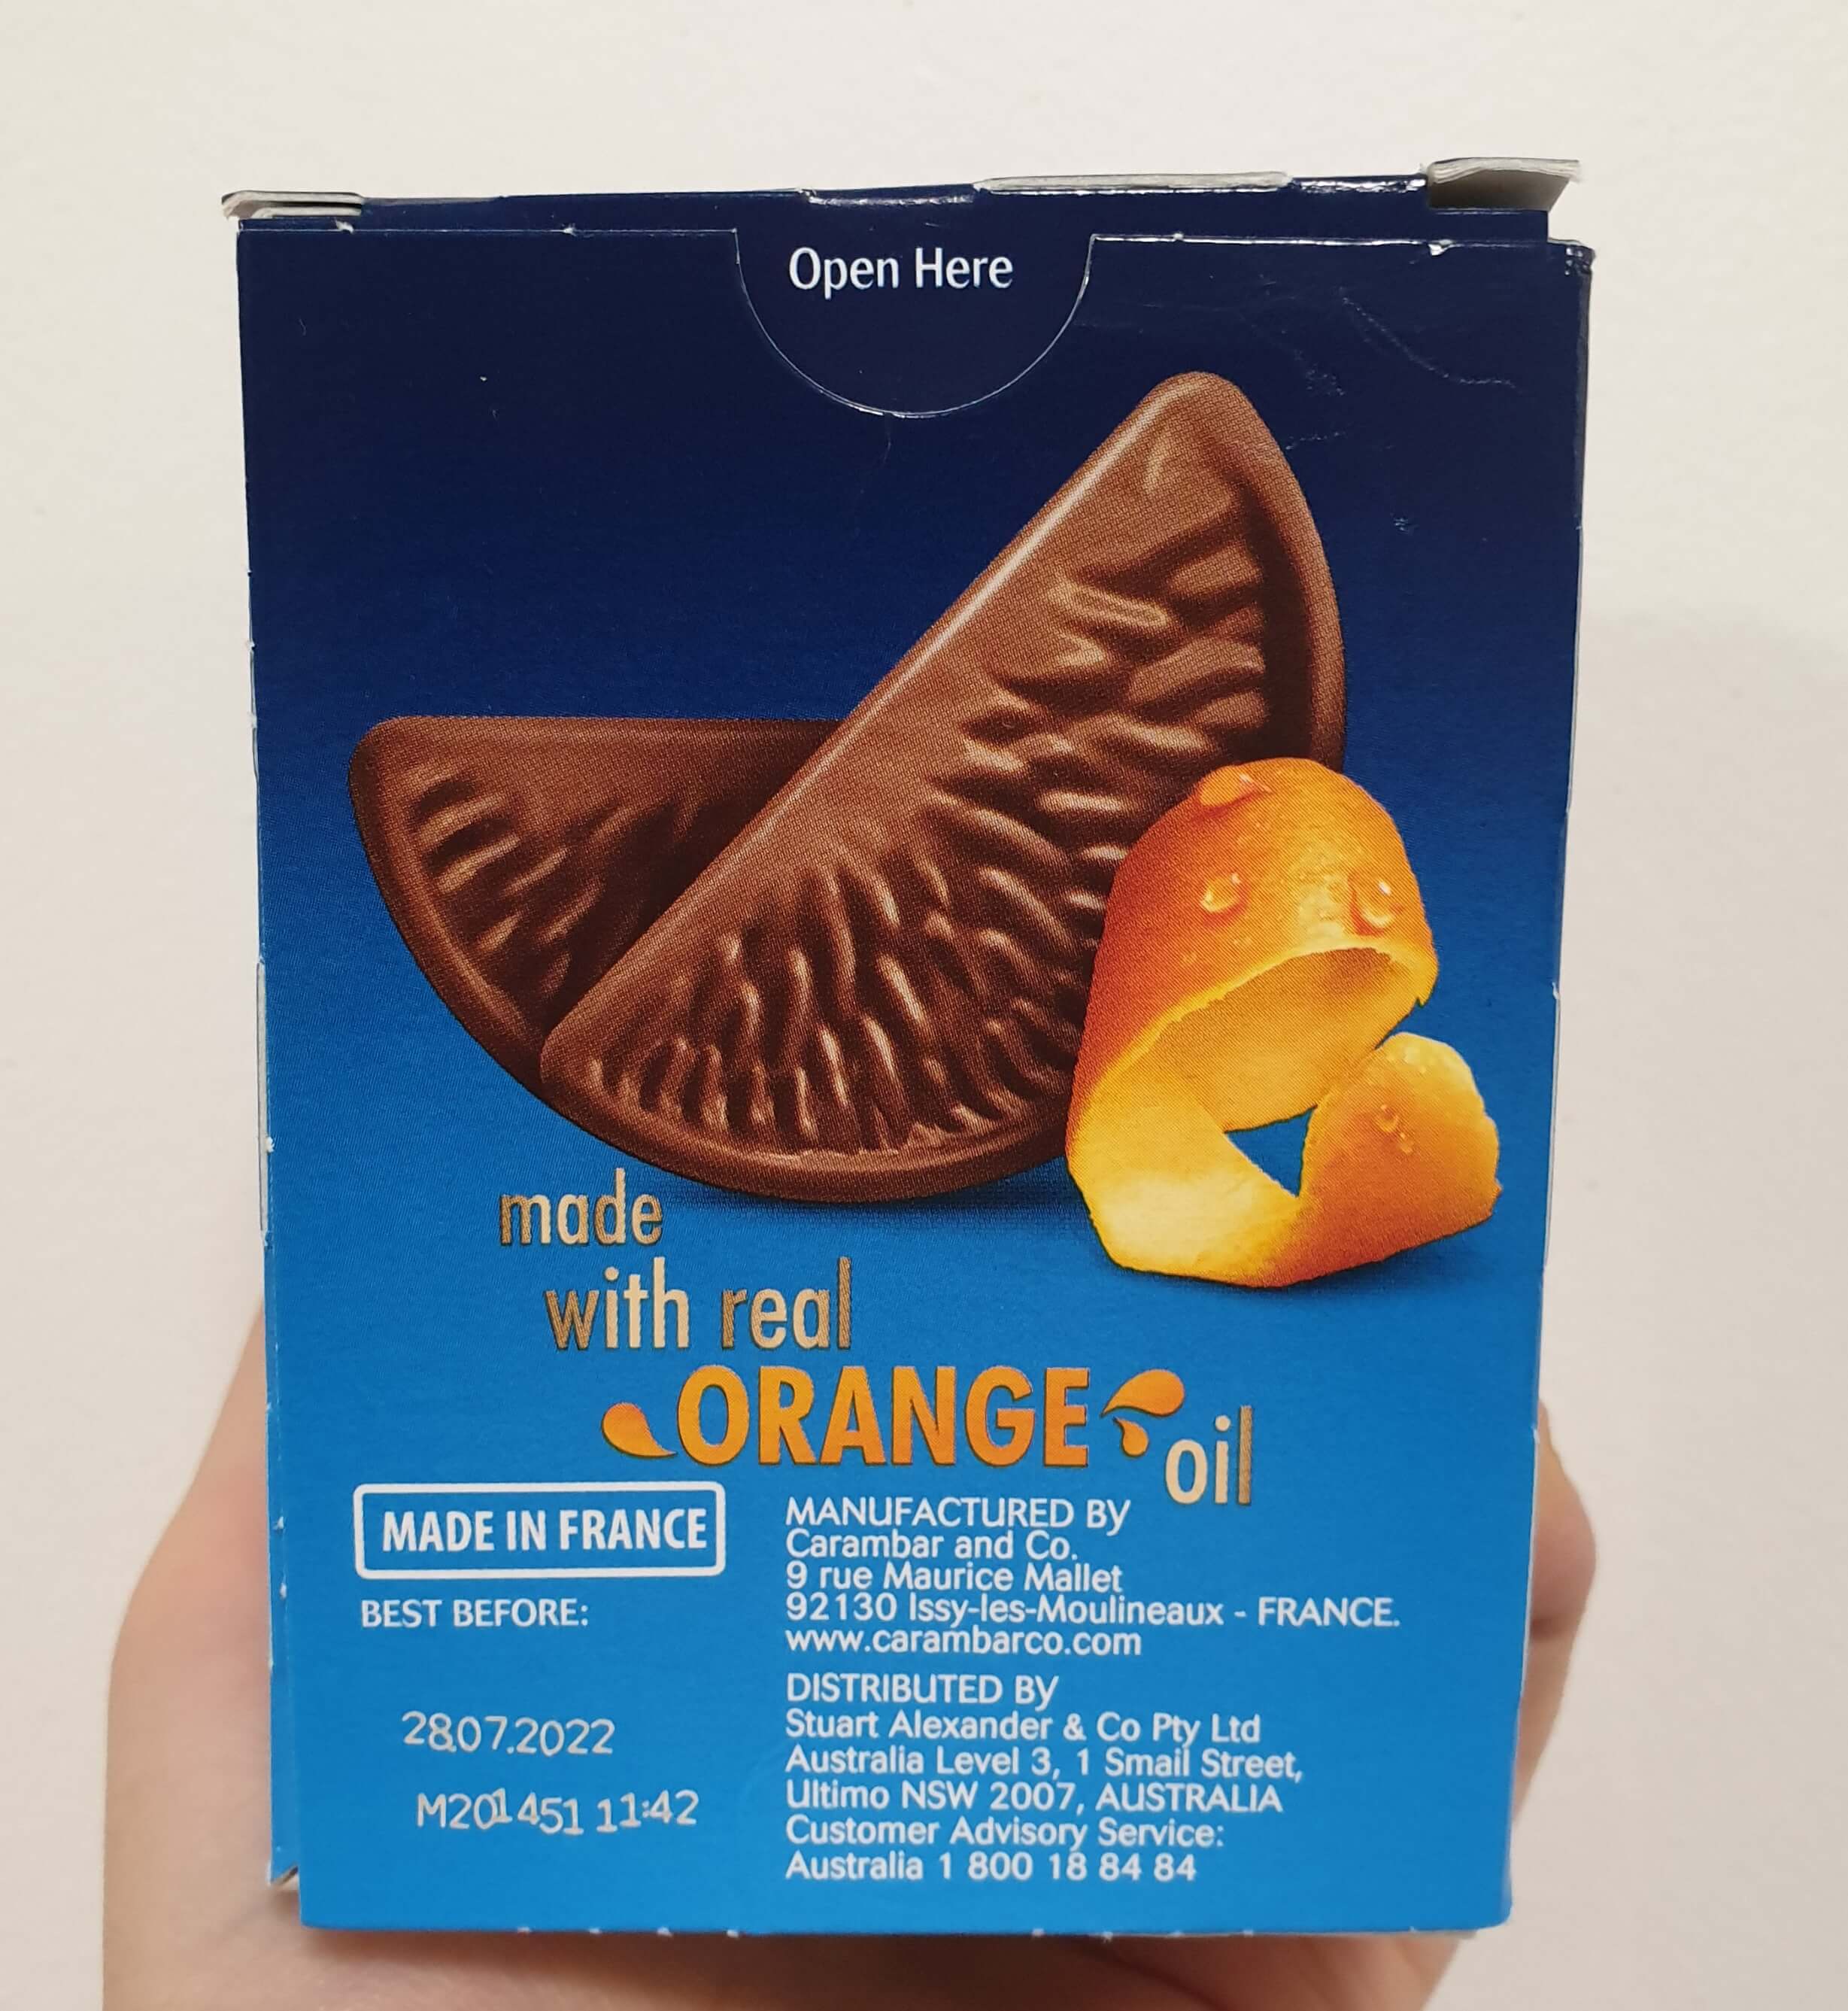 Open Here
made
with real
ORANGE
oil
MADE IN FRANCE
BEST BEFORE:
28.07.2022
M201451 11:42
MANUFACTURED BY
Carambar and Co.
9 rue Maurice Mallet
92130 Issy-les-Moulineaux - FRANCE.
www.carambarco.com
DISTRIBUTED BY
Stuart Alexander & Co Pty Ltd
Australia Level 3, 1 Smail Street,
Ultimo NSW 2007, AUSTRALIA
Customer Advisory Service:
Australia 1 800 18 84 84